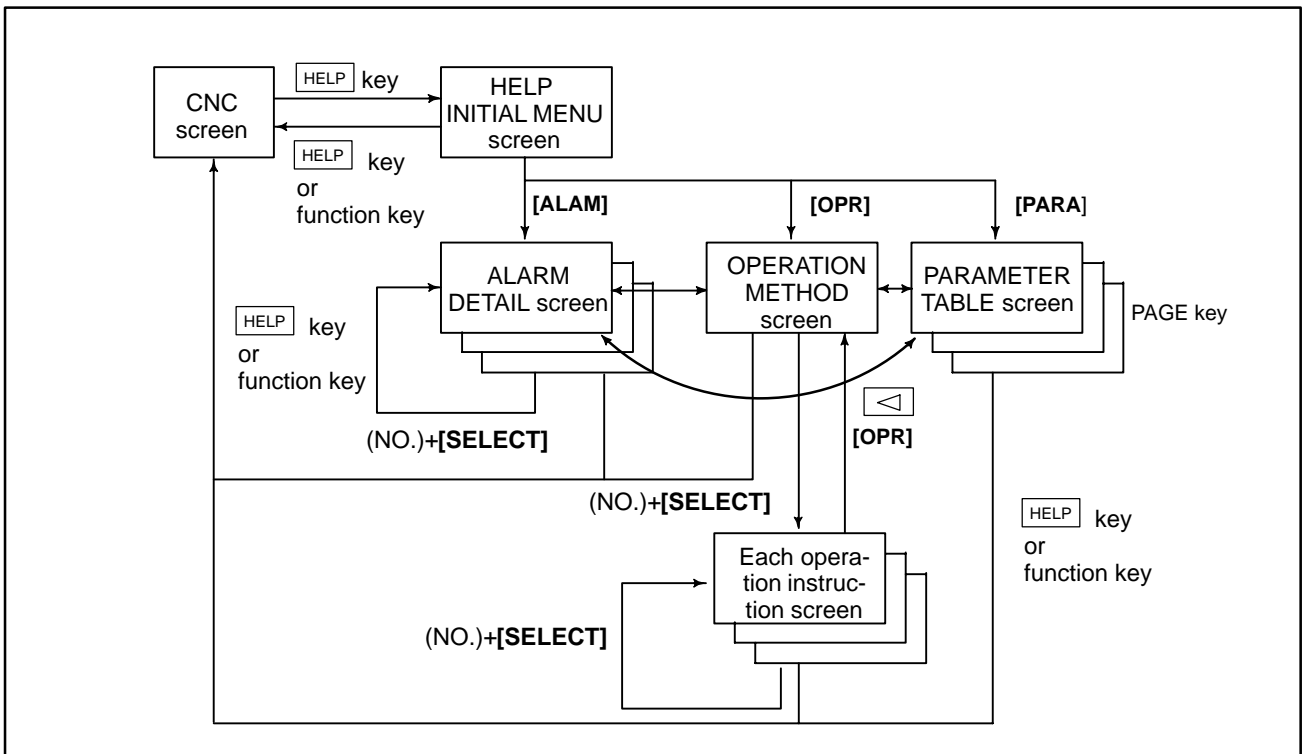 CNC
screen
HELP key
HELP
INITIAL MENU
screen
HELP key
or
function key
[ALAM]
[OPR]
[PARA]
ALARM
DETAIL screen
OPERATION
METHOD
screen
PARAMETER
TABLE screen
PAGE key
HELP key
or
function key
(NO.)+[SELECT]
[OPR]
(NO.)+[SELECT]
HELP key
or
function key
Each opera-
tion instruc-
tion screen
(NO.)+[SELECT]